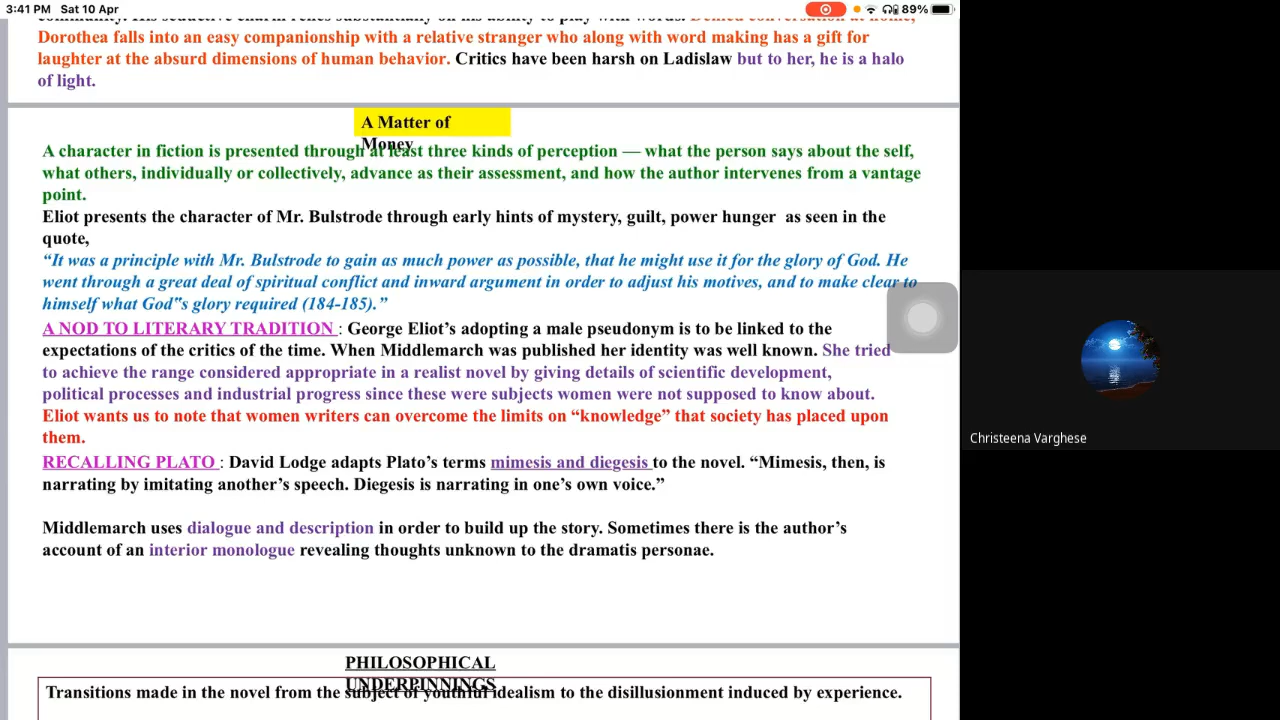 3:41 PM Sat 10 Apr
89%
Dorothea falls into an easy companionship with a relative stranger who along with word making has a gift for
laughter at the absurd dimensions of human behavior. Critics have been harsh on Ladislaw but to her, he is a halo
of light.
A Matter of
Money
A character in fiction is presented through at least three kinds of perception — what the person says about the self,
what others, individually or collectively, advance as their assessment, and how the author intervenes from a vantage
point.
Eliot presents the character of Mr. Bulstrode through early hints of mystery, guilt, power hunger as seen in the
quote,
“It was a principle with Mr. Bulstrode to gain as much power as possible, that he might use it for the glory of God. He
went through a great deal of spiritual conflict and inward argument in order to adjust his motives, and to make clear to
himself what God‟s glory required (184-185).”
A NOD TO LITERARY TRADITION : George Eliot’s adopting a male pseudonym is to be linked to the
expectations of the critics of the time. When Middlemarch was published her identity was well known. She tried
to achieve the range considered appropriate in a realist novel by giving details of scientific development,
political processes and industrial progress since these were subjects women were not supposed to know about.
Eliot wants us to note that women writers can overcome the limits on “knowledge” that society has placed upon
them.
RECALLING PLATO : David Lodge adapts Plato’s terms mimesis and diegesis to the novel. “Mimesis, then, is
narrating by imitating another’s speech. Diegesis is narrating in one’s own voice.”
Middlemarch uses dialogue and description in order to build up the story. Sometimes there is the author’s
account of an interior monologue revealing thoughts unknown to the dramatis personae.
PHILOSOPHICAL
UNDERPINNINGS
Transitions made in the novel from the subject of youthful idealism to the disillusionment induced by experience.
Christeena Varghese